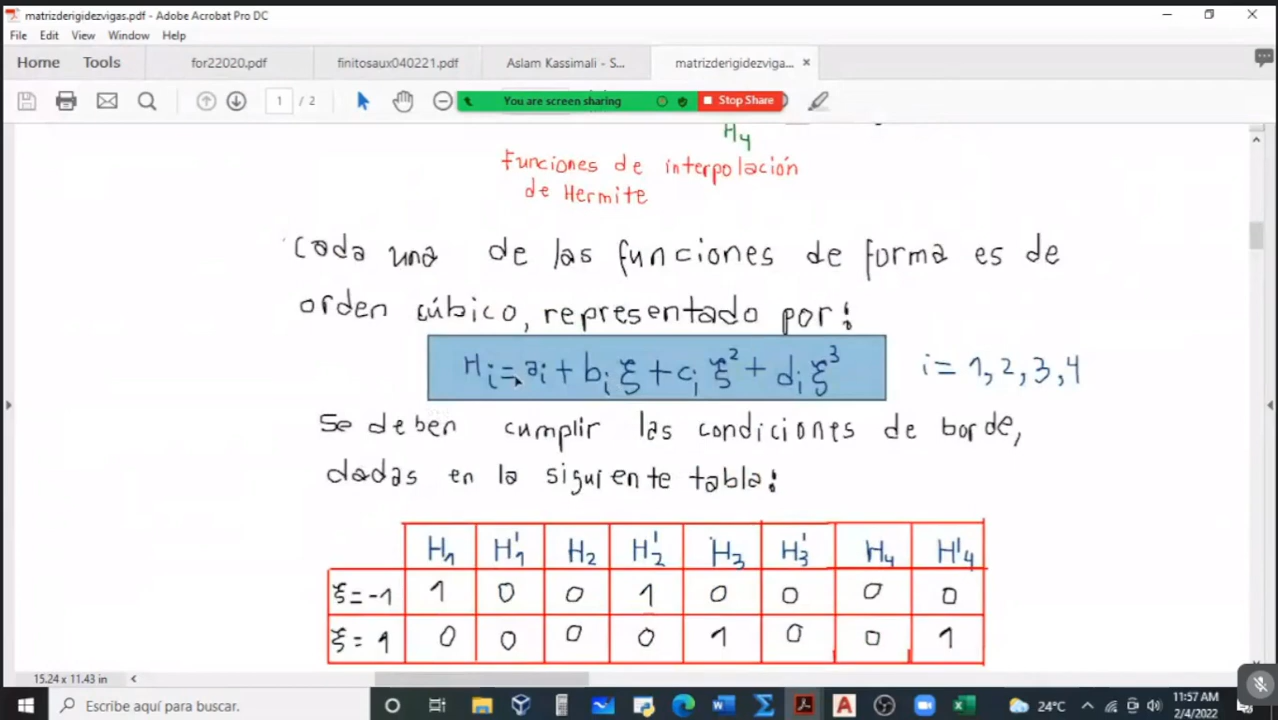 matrizderigidezvigas.pdf - Adobe Acrobat Pro DC
File Edit View Window Help
Home Tools for22020.pdf finitosaux040221.pdf Aslam Kassimali - S... matrizderigidezviga... ×
1 / 2 You are screen sharing Stop Share
H4
Funciones de interpolación
de Hermite
Cada una de las funciones de forma es de
orden cúbico, representado por:
Hi = ai + bi ξ + ci ξ² + di ξ³ i = 1, 2, 3, 4
Se deben cumplir las condiciones de borde,
dadas en la siguiente tabla:
H1 H1' H2 H2' H3 H3' H4 H4'
ξ = -1 1 0 0 1 0 0 0 0
ξ = 1 0 0 0 0 1 0 0 1
15.24 x 11.43 in
Escribe aquí para buscar. 24°C 11:57 AM
2/4/2022